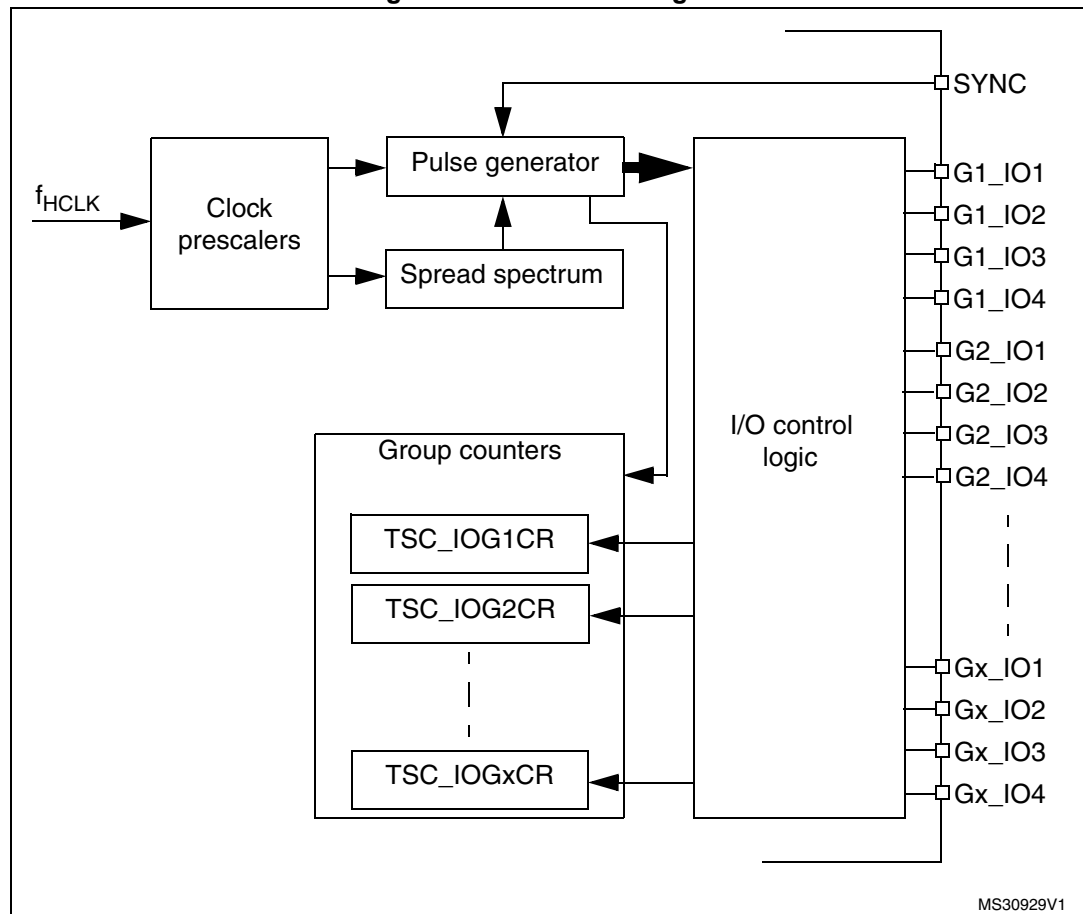 SYNC
Pulse generator
fHCLK
Clock
prescalers
Spread spectrum
G1_IO1
G1_IO2
G1_IO3
G1_IO4
G2_IO1
G2_IO2
G2_IO3
G2_IO4
I/O control
logic
Group counters
TSC_IOG1CR
TSC_IOG2CR
TSC_IOGxCR
Gx_IO1
Gx_IO2
Gx_IO3
Gx_IO4
MS30929V1